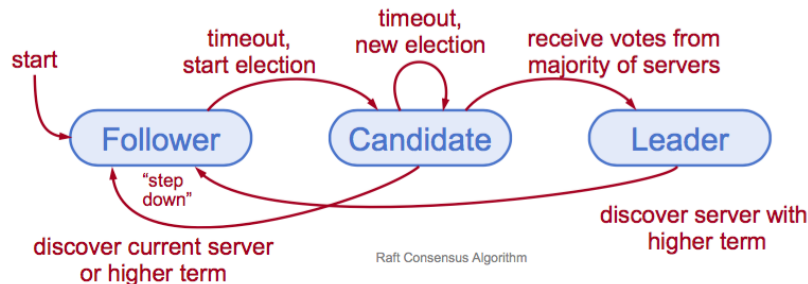 start
timeout,
start election
timeout,
new election
receive votes from
majority of servers
Follower
Candidate
Leader
“step
down”
discover current server
or higher term
discover server with
higher term
Raft Consensus Algorithm